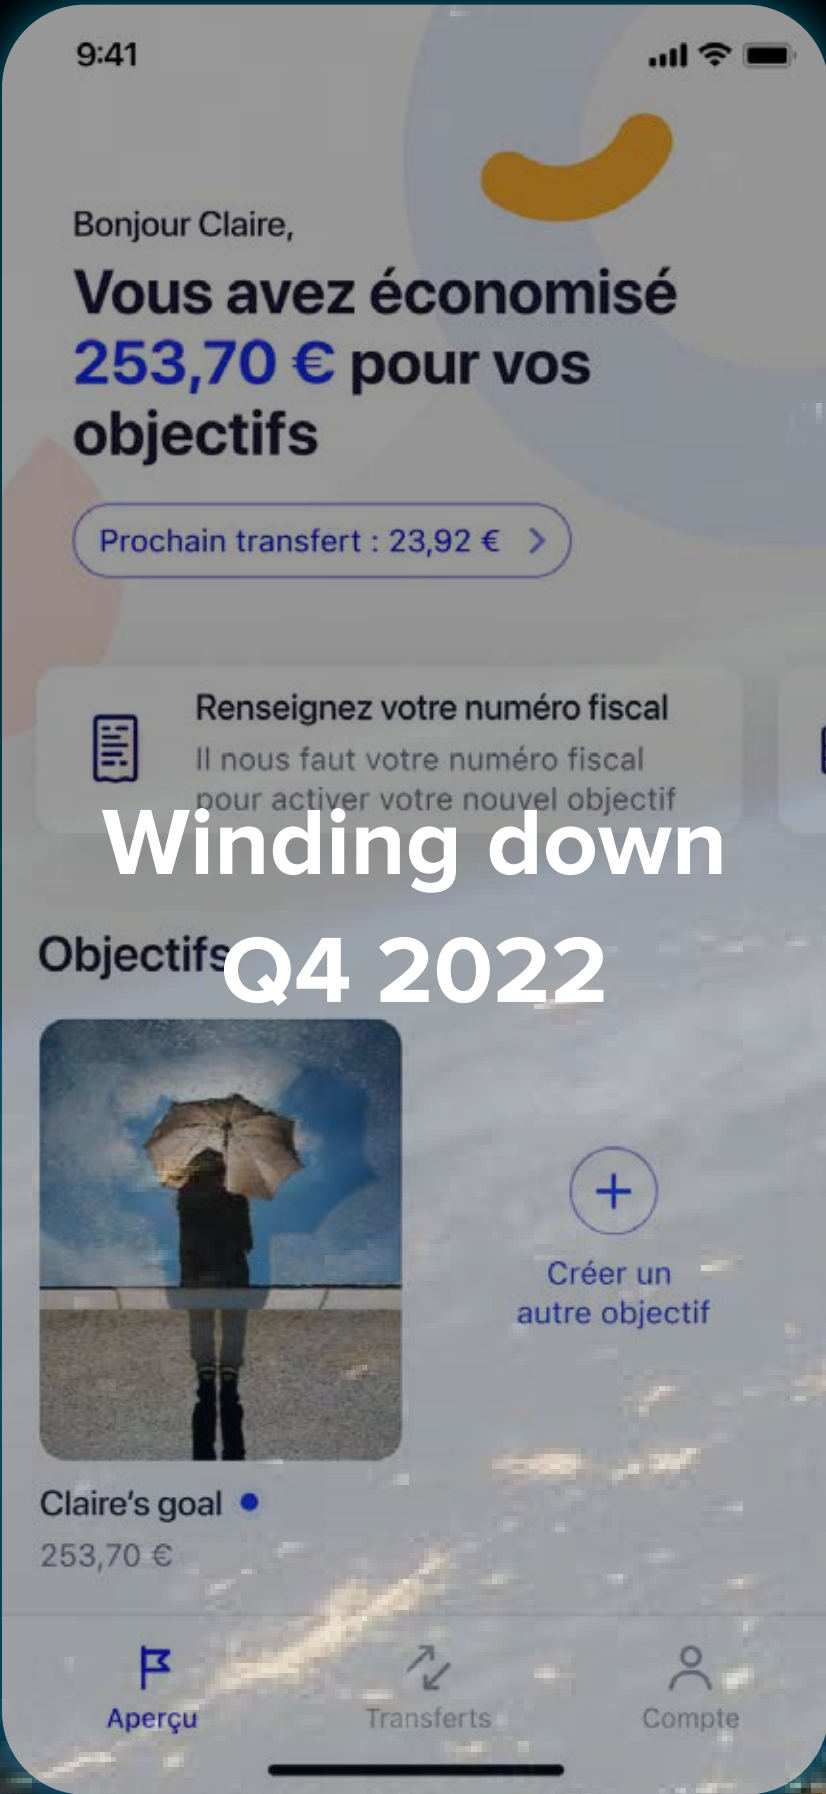 9:41
Bonjour Claire,
Vous avez économisé
253,70 € pour vos
objectifs
Prochain transfert : 23,92 €
Renseignez votre numéro fiscal
Il nous faut votre numéro fiscal
pour activer votre nouvel objectif
Winding down
Objectifs
Q4 2022
Créer un
autre objectif
Claire's goal
253,70 €
Aperçu
Transferts
Compte